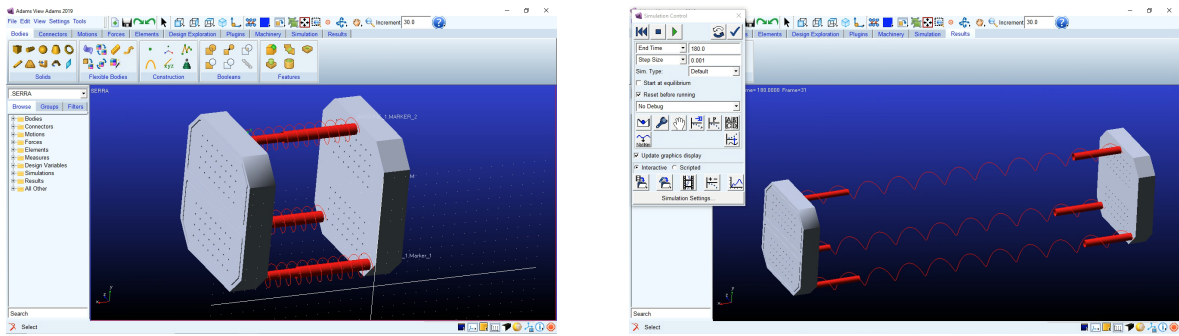 Adams View Adams 2019
File Edit View Settings Tools
Increment 30.0
Bodies Connectors Motions Forces Elements Design Exploration Plugins Machinery Simulation Results
Solids Flexible Bodies Construction Booleans Features
.SERRA
SERRA
Browse Groups Filters
Bodies
Connectors
Motions
Forces
Elements
Measures
Design Variables
Simulations
Results
All Other
_1.MARKER_2
M
_1.Marker_1
Search
Select
Simulation Control
Increment 30.0
Elements Design Exploration Plugins Machinery Simulation Results
End Time 180.0
Step Size 0.001
Sim. Type: Default
Start at equilibrium
Reset before running
No Debug
Update graphics display
Interactive Scripted
Simulation Settings...
180.0000 Frame=31
Search
Select